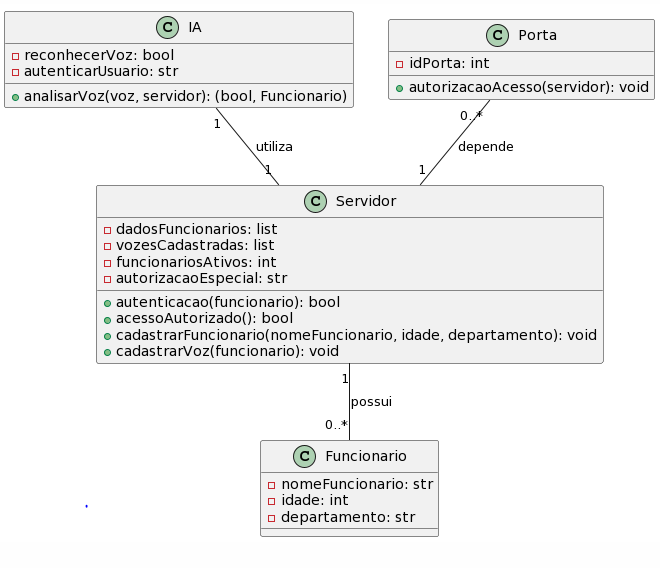 C IA
reconhecerVoz: bool
autenticarUsuario: str
analisarVoz(voz, servidor): (bool, Funcionario)
C Porta
idPorta: int
autorizacaoAcesso(servidor): void
1
utiliza
1
0..*
depende
1
C Servidor
dadosFuncionarios: list
vozesCadastradas: list
funcionariosAtivos: int
autorizacaoEspecial: str
autenticacao(funcionario): bool
acessoAutorizado(): bool
cadastrarFuncionario(nomeFuncionario, idade, departamento): void
cadastrarVoz(funcionario): void
1
possui
0..*
C Funcionario
nomeFuncionario: str
idade: int
departamento: str